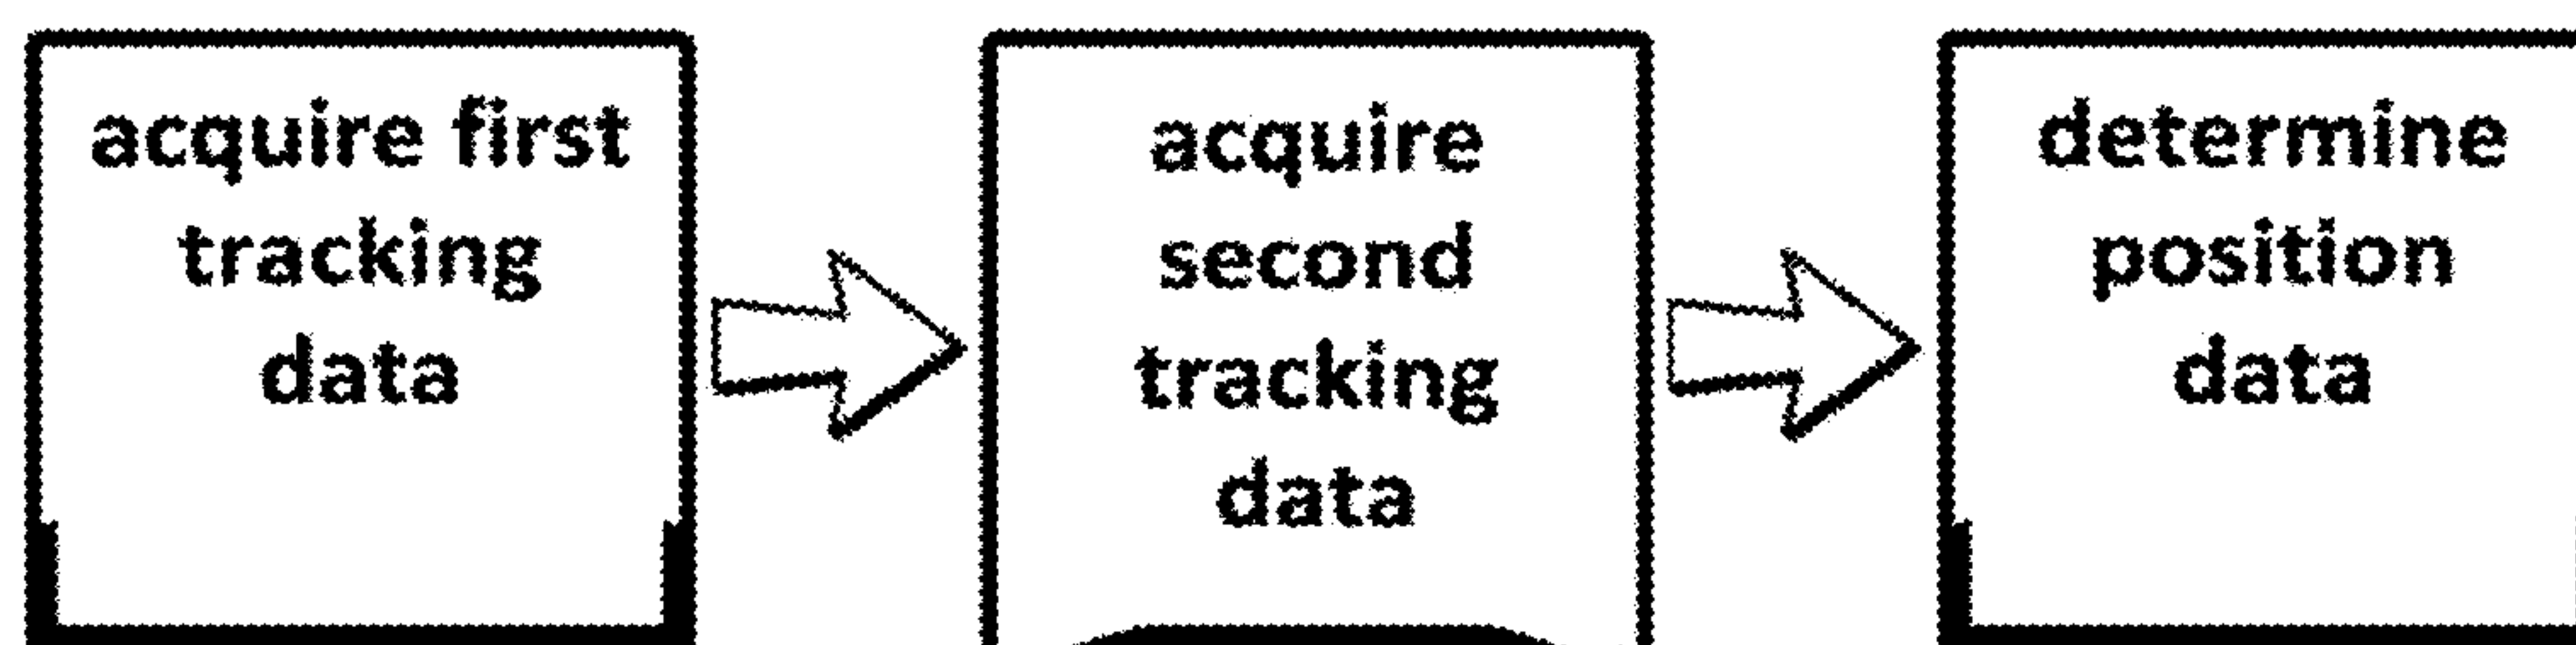 acquire first
tracking
data
acquire
second
tracking
data
determine
position
data